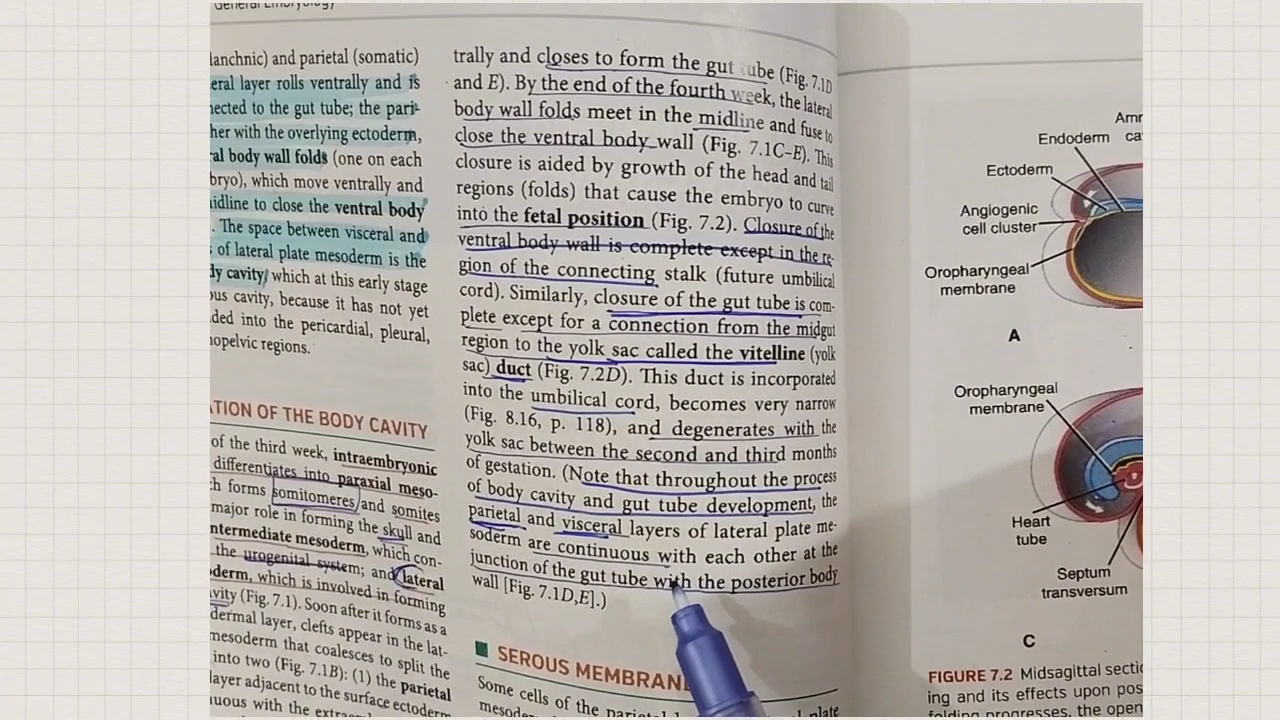 General Embryology
lanchnic) and parietal (somatic)
eral layer rolls ventrally and is
nected to the gut tube; the pari-
her with the overlying ectoderm,
ral body wall folds (one on each
bryo), which move ventrally and
idline to close the ventral body
. The space between visceral and
s of lateral plate mesoderm is the
dy cavity, which at this early stage
ous cavity, because it has not yet
ded into the pericardial, pleural,
nopelvic regions.
ATION OF THE BODY CAVITY
of the third week, intraembryonic
differentiates into paraxial meso-
h forms somitomeres and somites
major role in forming the skull and
ntermediate mesoderm, which con-
the urogenital system; and lateral
oderm, which is involved in forming
avity (Fig. 7.1). Soon after it forms as a
dermal layer, clefts appear in the lat-
mesoderm that coalesces to split the
into two (Fig. 7.1B): (1) the parietal
layer adjacent to the surface ectoderm
uous with the extrae
trally and closes to form the gut tube (Fig. 7.1D
and E). By the end of the fourth week, the lateral
body wall folds meet in the midline and fuse to
close the ventral body wall (Fig. 7.1C–E). This
closure is aided by growth of the head and tail
regions (folds) that cause the embryo to curve
into the fetal position (Fig. 7.2). Closure of the
ventral body wall is complete except in the re-
gion of the connecting stalk (future umbilical
cord). Similarly, closure of the gut tube is com-
plete except for a connection from the midgut
region to the yolk sac called the vitelline (yolk
sac) duct (Fig. 7.2D). This duct is incorporated
into the umbilical cord, becomes very narrow
(Fig. 8.16, p. 118), and degenerates with the
yolk sac between the second and third months
of gestation. (Note that throughout the process
of body cavity and gut tube development, the
parietal and visceral layers of lateral plate me-
soderm are continuous with each other at the
junction of the gut tube with the posterior body
wall [Fig. 7.1D,E].)
SEROUS MEMBRAN
Some cells of the parietal plate
mesode
Amr
Endoderm ca
Ectoderm
Angiogenic
cell cluster
Oropharyngeal
membrane
A
Oropharyngeal
membrane
Heart
tube
Septum
transversum
C
FIGURE 7.2 Midsagittal sectio
ing and its effects upon pos
folding progresses, the open